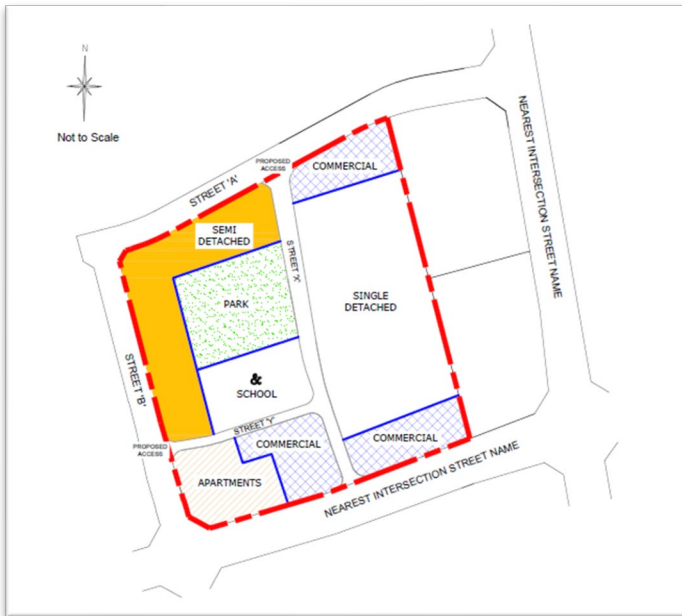 N
Not to Scale
NEAREST INTERSECTION STREET NAME
PROPOSED
ACCESS
COMMERCIAL
STREET 'A'
SEMI
DETACHED
STREET 'X'
PARK
SINGLE
DETACHED
STREET 'B'
&
SCHOOL
STREET 'Y'
PROPOSED
ACCESS
COMMERCIAL
COMMERCIAL
APARTMENTS
NEAREST INTERSECTION STREET NAME